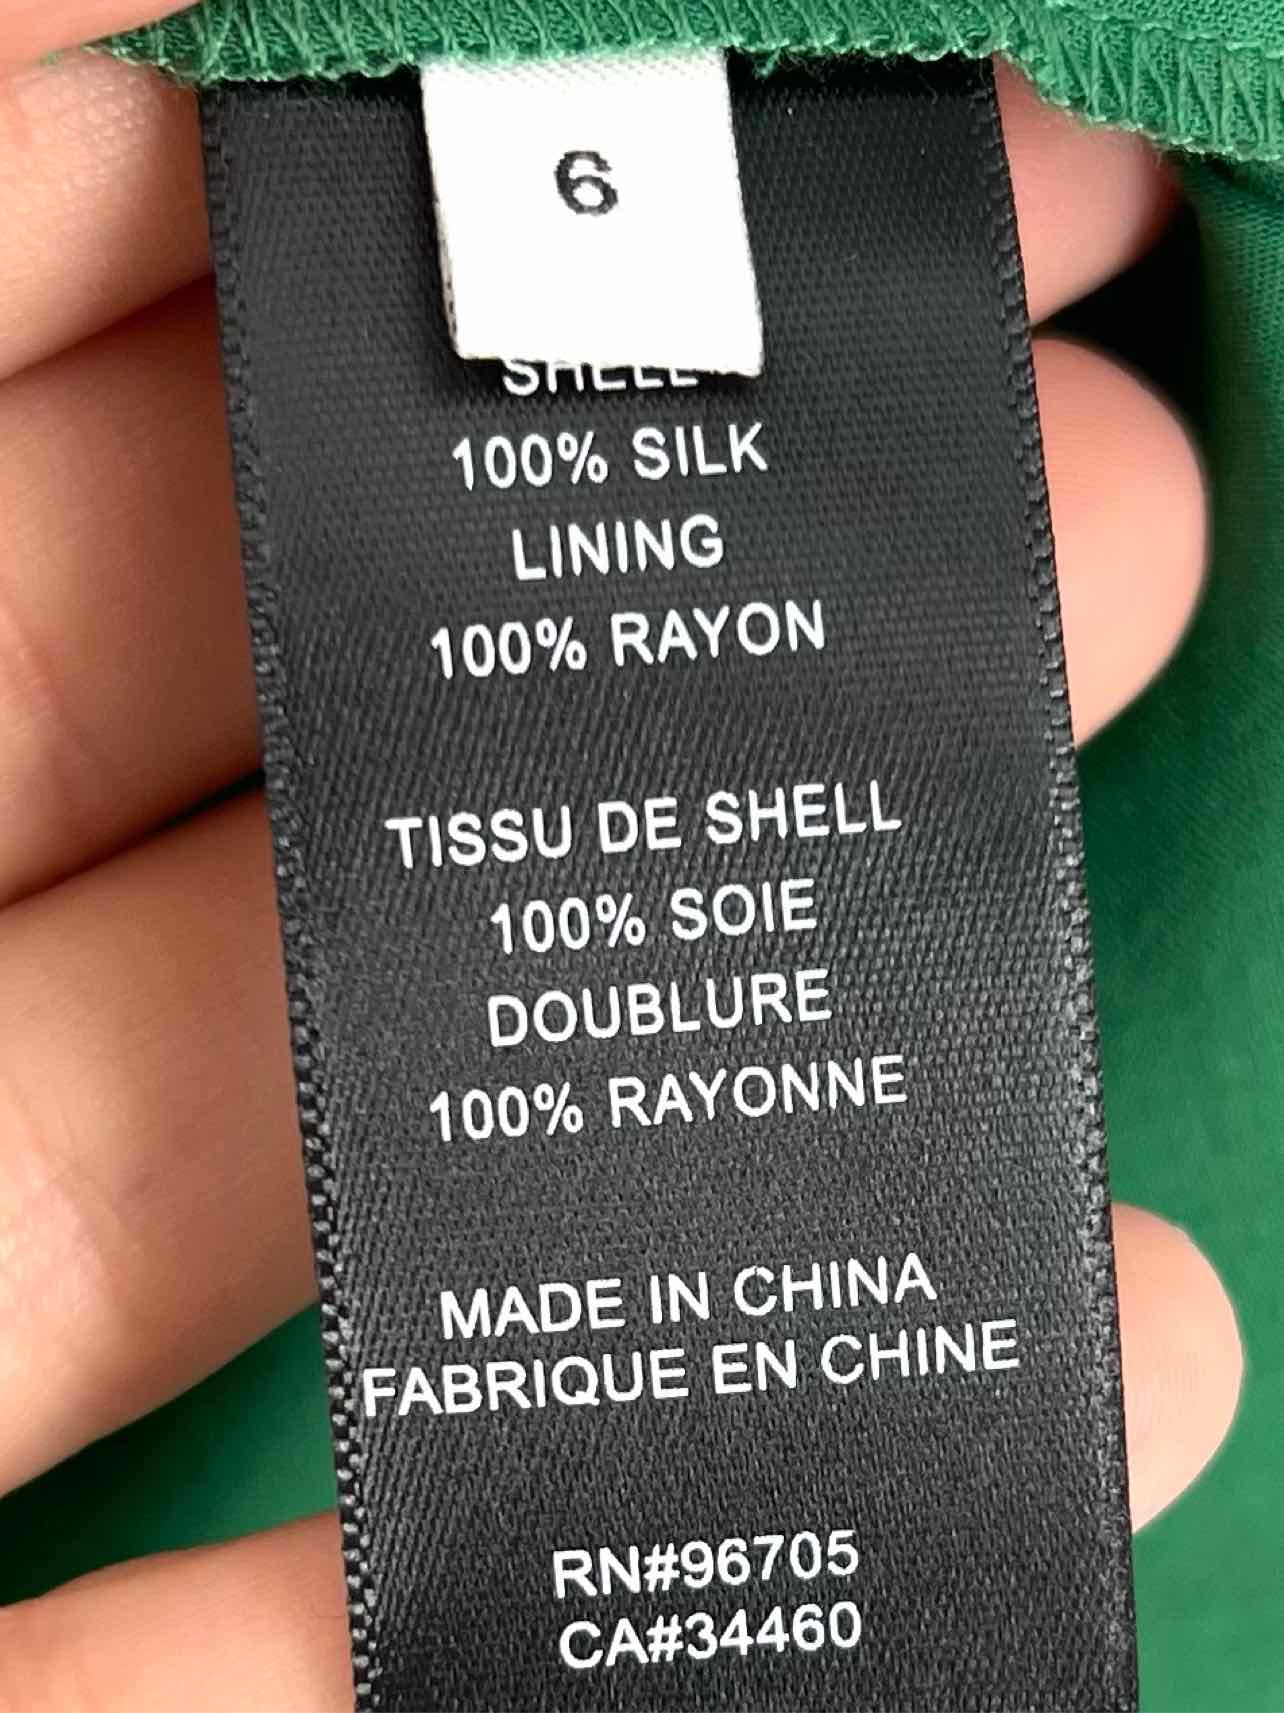 6
SHELL
100% SILK
LINING
100% RAYON
TISSU DE SHELL
100% SOIE
DOUBLURE
100% RAYONNE
MADE IN CHINA
FABRIQUE EN CHINE
RN#96705
CA#34460